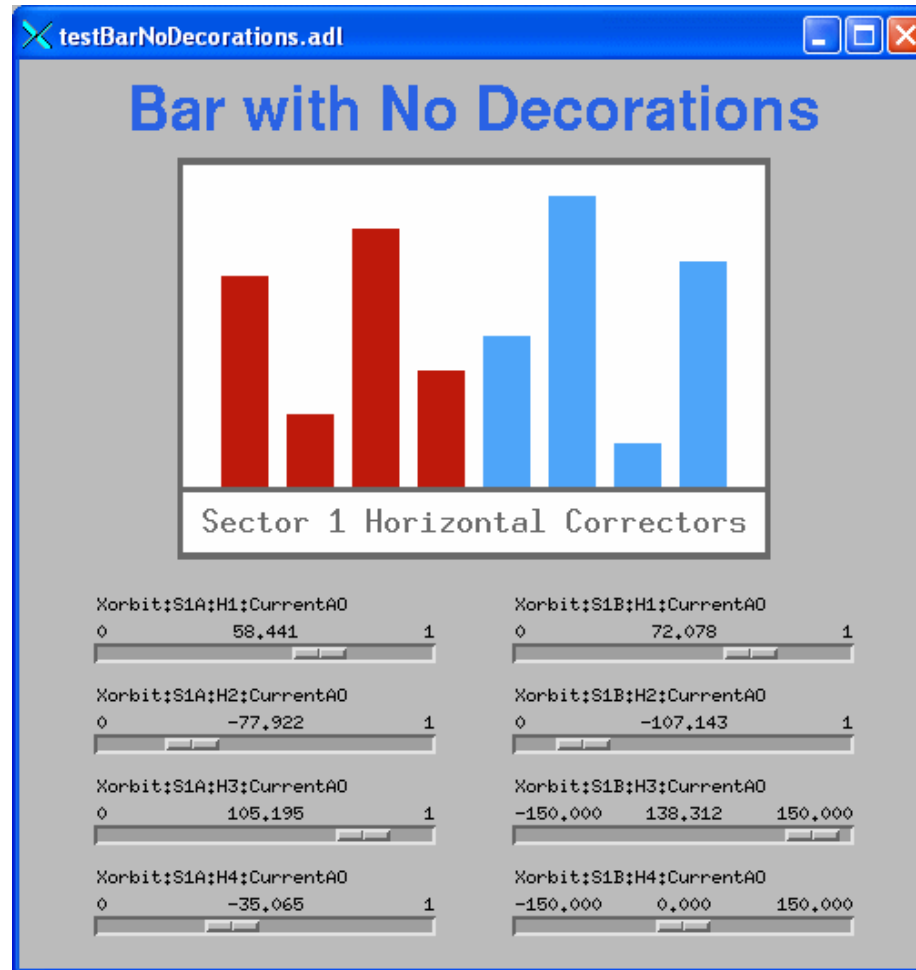 testBarNoDecorations.adl
Bar with No Decorations
Sector 1 Horizontal Correctors
Xorbit:S1A:H1:CurrentAO
0 58.441 1
Xorbit:S1B:H1:CurrentAO
0 72.078 1
Xorbit:S1A:H2:CurrentAO
0 -77.922 1
Xorbit:S1B:H2:CurrentAO
0 -107.143 1
Xorbit:S1A:H3:CurrentAO
0 105.195 1
Xorbit:S1B:H3:CurrentAO
-150.000 138.312 150.000
Xorbit:S1A:H4:CurrentAO
0 -35.065 1
Xorbit:S1B:H4:CurrentAO
-150.000 0.000 150.000